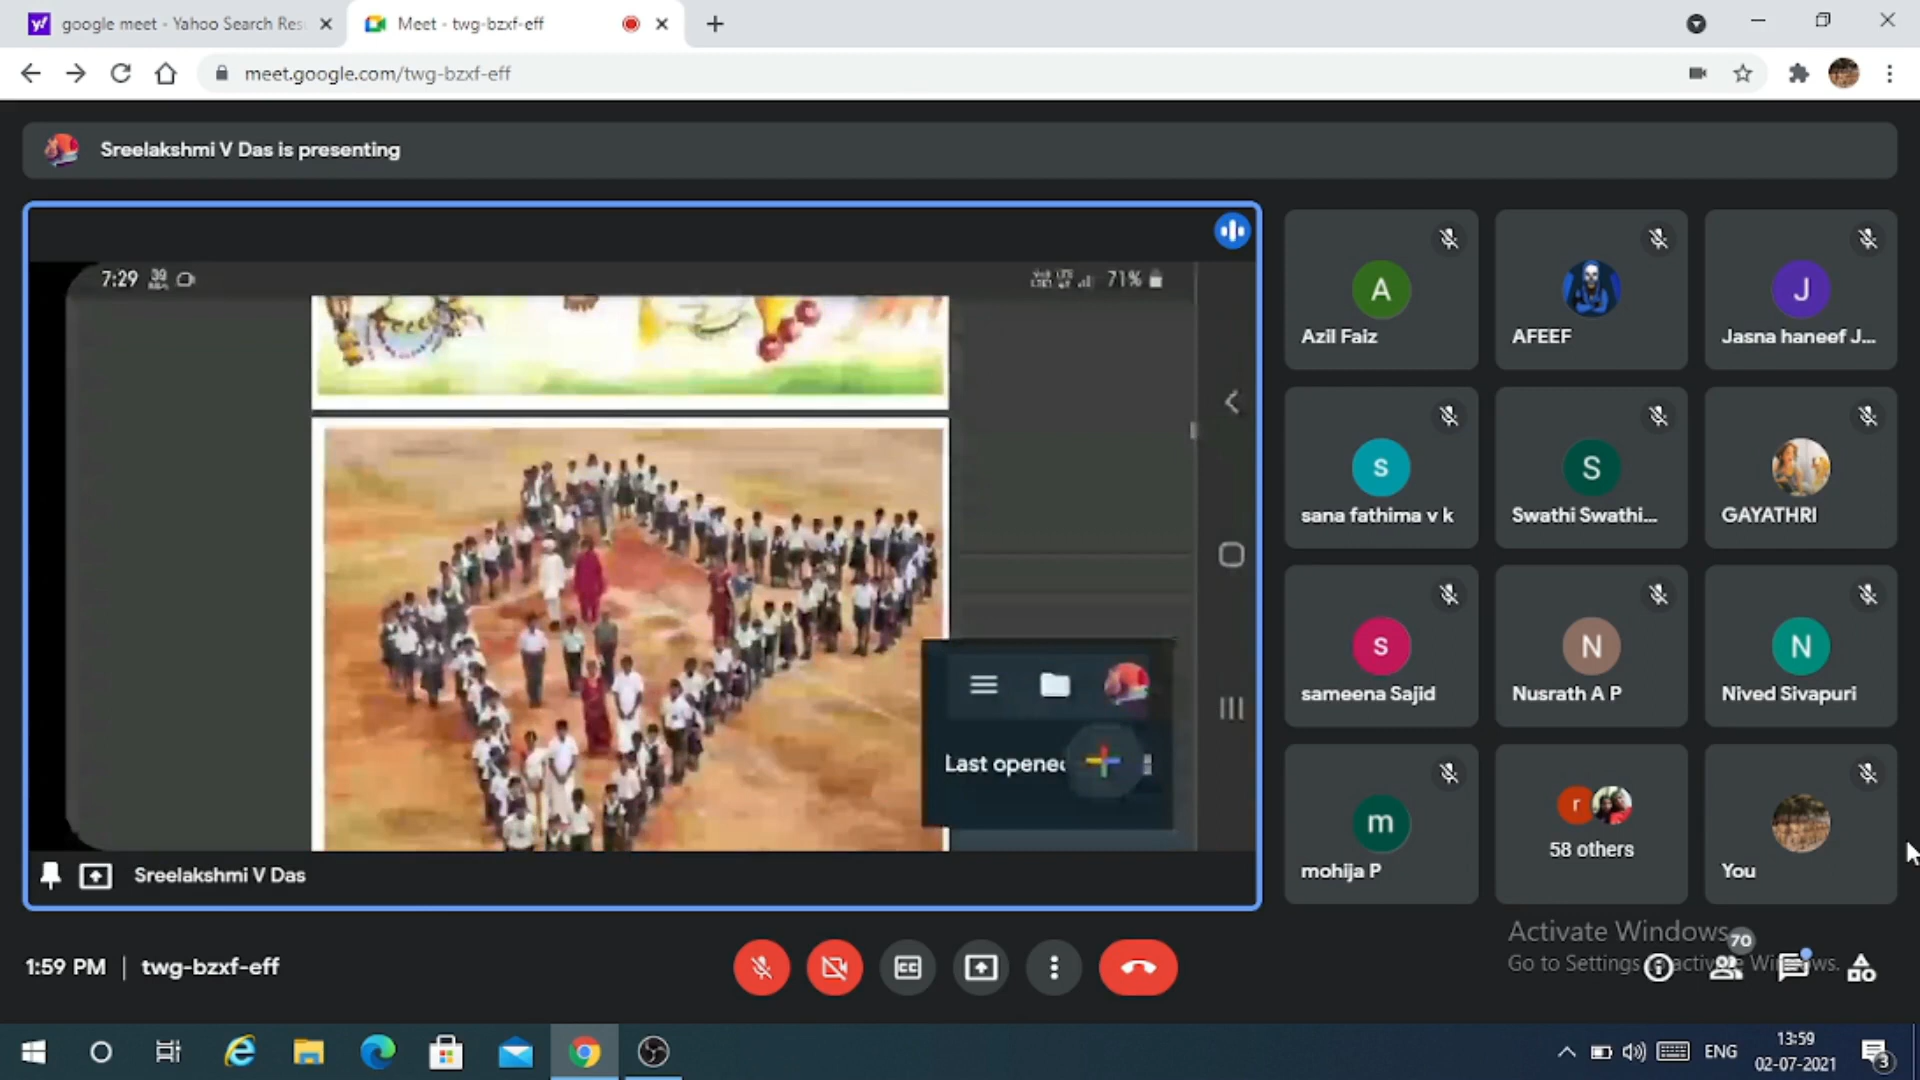 google meet - Yahoo Search Res
Meet - twg-bzxf-eff
meet.google.com/twg-bzxf-eff
Sreelakshmi V Das is presenting
7:29
71%
Last opened
Sreelakshmi V Das
A
Azil Faiz
AFEEF
J
Jasna haneef J...
s
sana fathima v k
S
Swathi Swathi...
GAYATHRI
s
sameena Sajid
N
Nusrath A P
N
Nived Sivapuri
m
mohija P
r
58 others
You
1:59 PM | twg-bzxf-eff
CC
Activate Windows
70
Go to Settings
13:59
ENG
02-07-2021
3